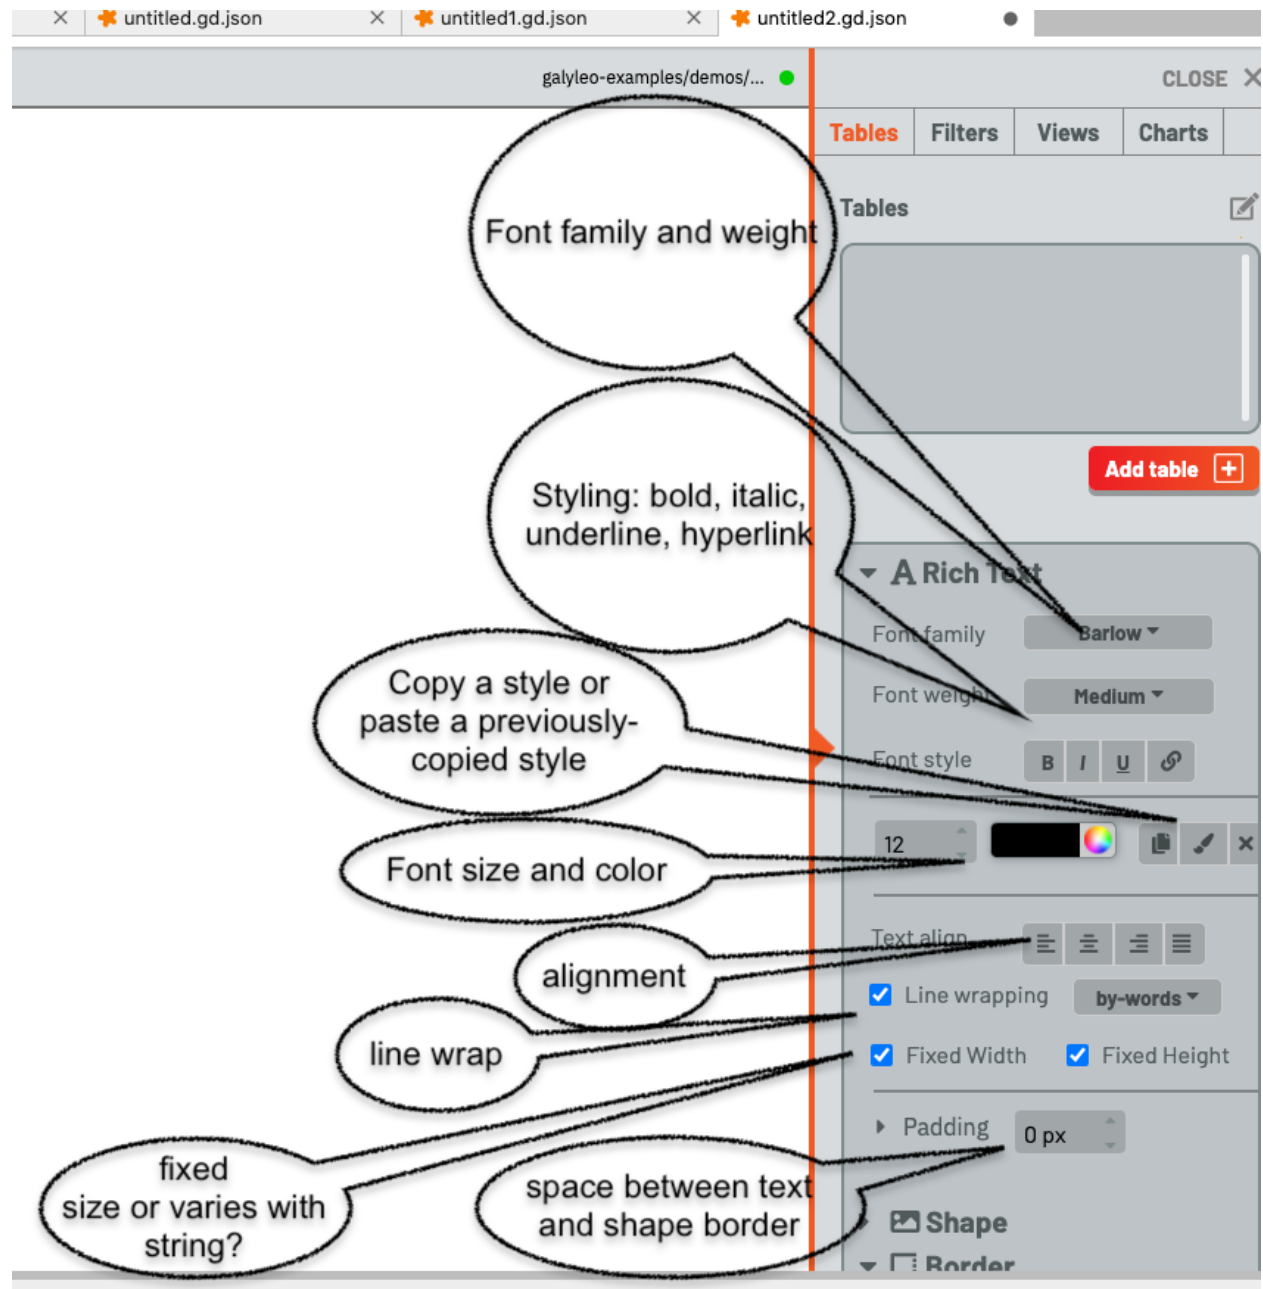 untitled.gd.json
untitled1.gd.json
untitled2.gd.json
galyleo-examples/demos/...
CLOSE
Tables
Filters
Views
Charts
Tables
Add table
Font family and weight
Styling: bold, italic,
underline, hyperlink
Copy a style or
paste a previously-
copied style
Font size and color
alignment
line wrap
fixed
size or varies with
string?
space between text
and shape border
A Rich Text
Font family
Barlow
Font weight
Medium
Font style
B I U
12
Text align
Line wrapping
by-words
Fixed Width
Fixed Height
Padding
0 px
Shape
Border